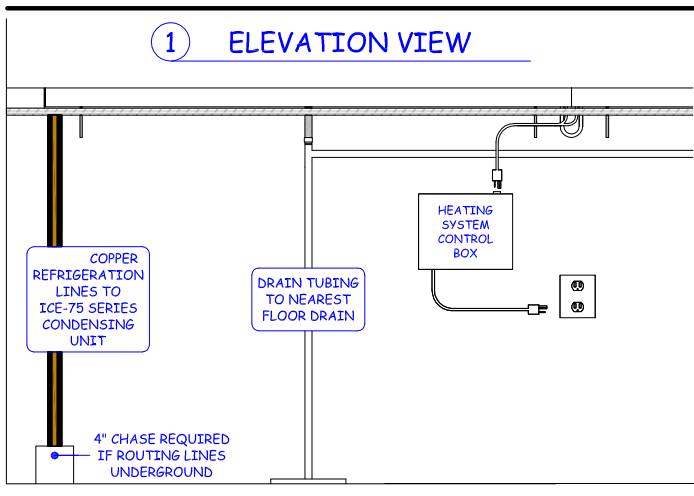 1 ELEVATION VIEW
HEATING
SYSTEM
CONTROL
BOX
COPPER
REFRIGERATION
LINES TO
ICE-75 SERIES
CONDENSING
UNIT
DRAIN TUBING
TO NEAREST
FLOOR DRAIN
4" CHASE REQUIRED
IF ROUTING LINES
UNDERGROUND